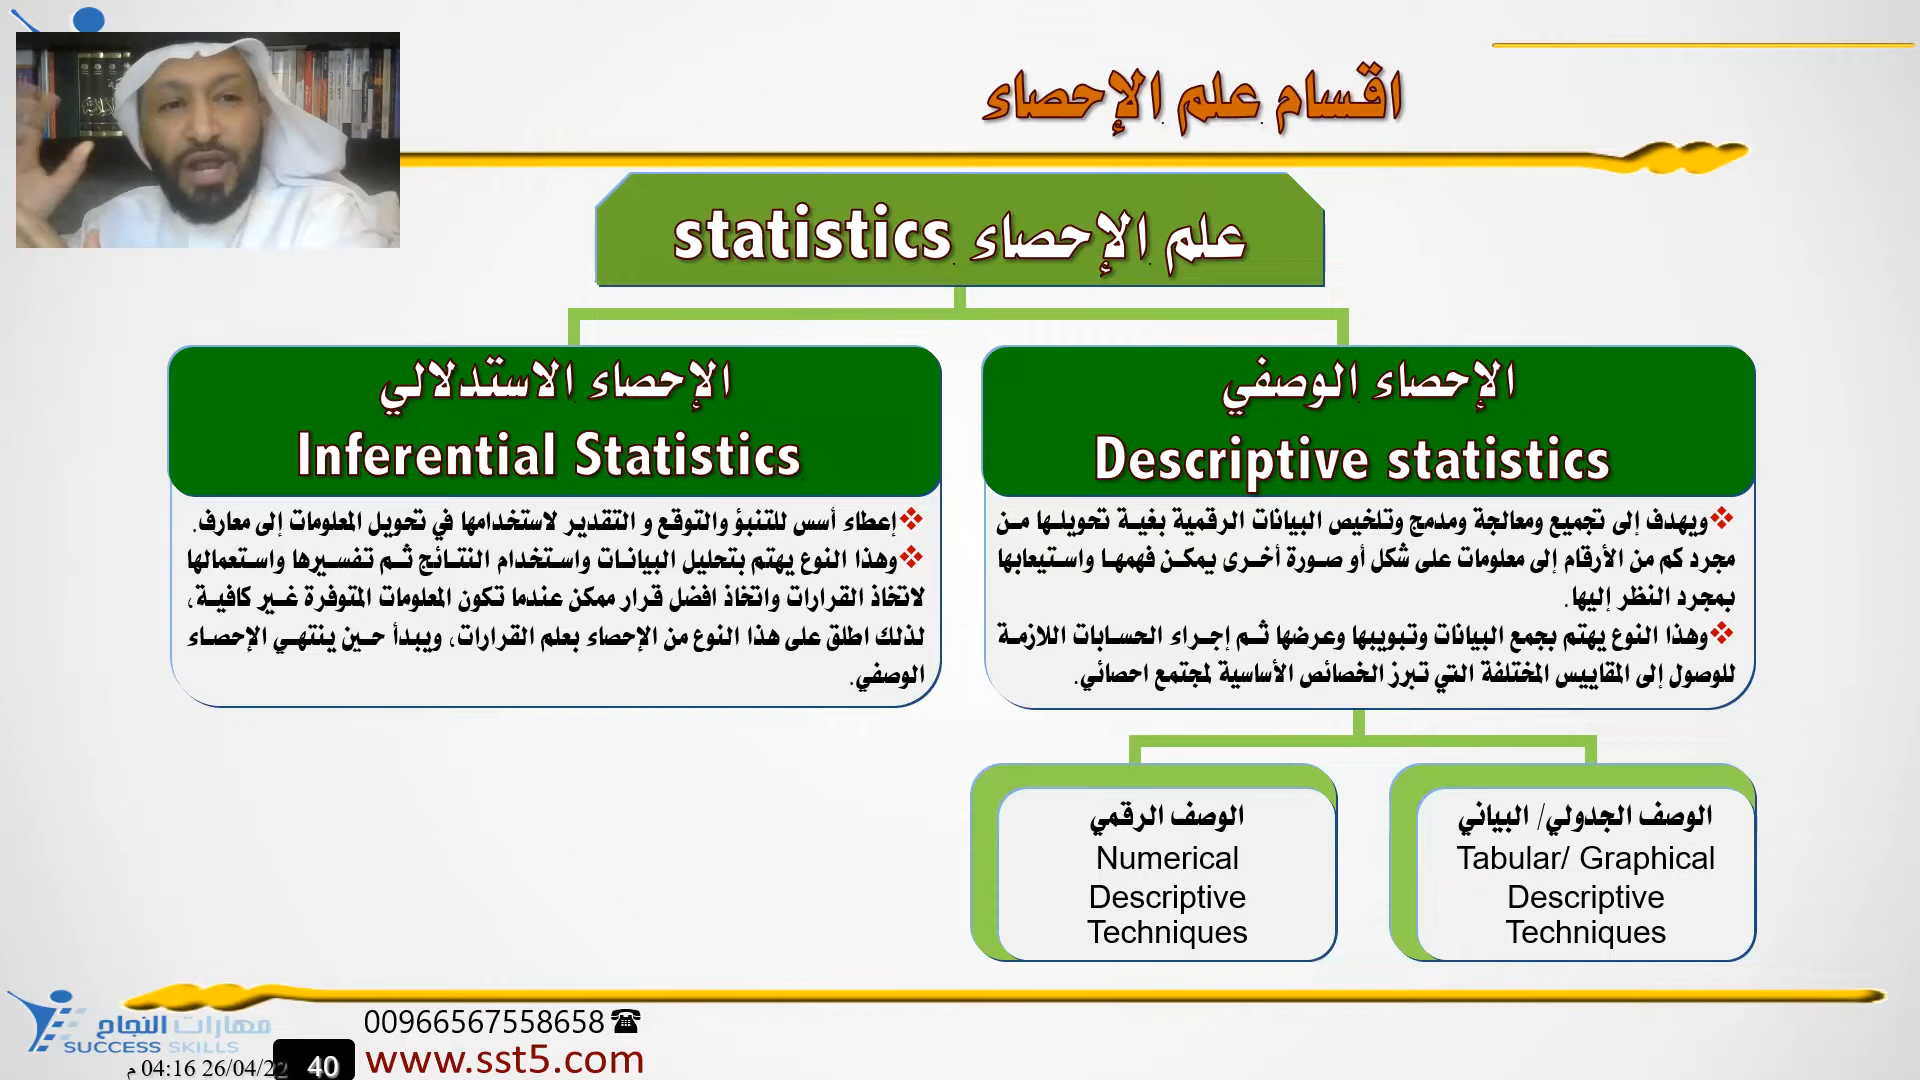 اقسام علم الإحصاء
علم الإحصاء statistics
الإحصاء الوصفي
Descriptive statistics
❖ويهدف إلى تجميع ومعالجة ومدمج وتلخيص البيانات الرقمية بغية تحويلها من
مجرد كم من الأرقام إلى معلومات على شكل أو صورة أخرى يمكن فهمها واستيعابها
بمجرد النظر إليها.
❖وهذا النوع يهتم بجمع البيانات وتبويبها وعرضها ثم إجراء الحسابات اللازمة
للوصول إلى المقاييس المختلفة التي تبرز الخصائص الأساسية لمجتمع احصائي.
الإحصاء الاستدلالي
Inferential Statistics
❖إعطاء أسس للتنبؤ والتوقع و التقدير لاستخدامها في تحويل المعلومات إلى معارف.
❖وهذا النوع يهتم بتحليل البيانات واستخدام النتائج ثم تفسيرها واستعمالها
لاتخاذ القرارات واتخاذ افضل قرار ممكن عندما تكون المعلومات المتوفرة غير كافية،
لذلك اطلق على هذا النوع من الإحصاء بعلم القرارات، ويبدأ حين ينتهي الإحصاء
الوصفي.
الوصف الجدولي/ البياني
Tabular/ Graphical
Descriptive
Techniques
الوصف الرقمي
Numerical
Descriptive
Techniques
مهارات النجاح
SUCCESS SKILLS
00966567558658 ☎
www.sst5.com
40
04:16 26/04/22 م